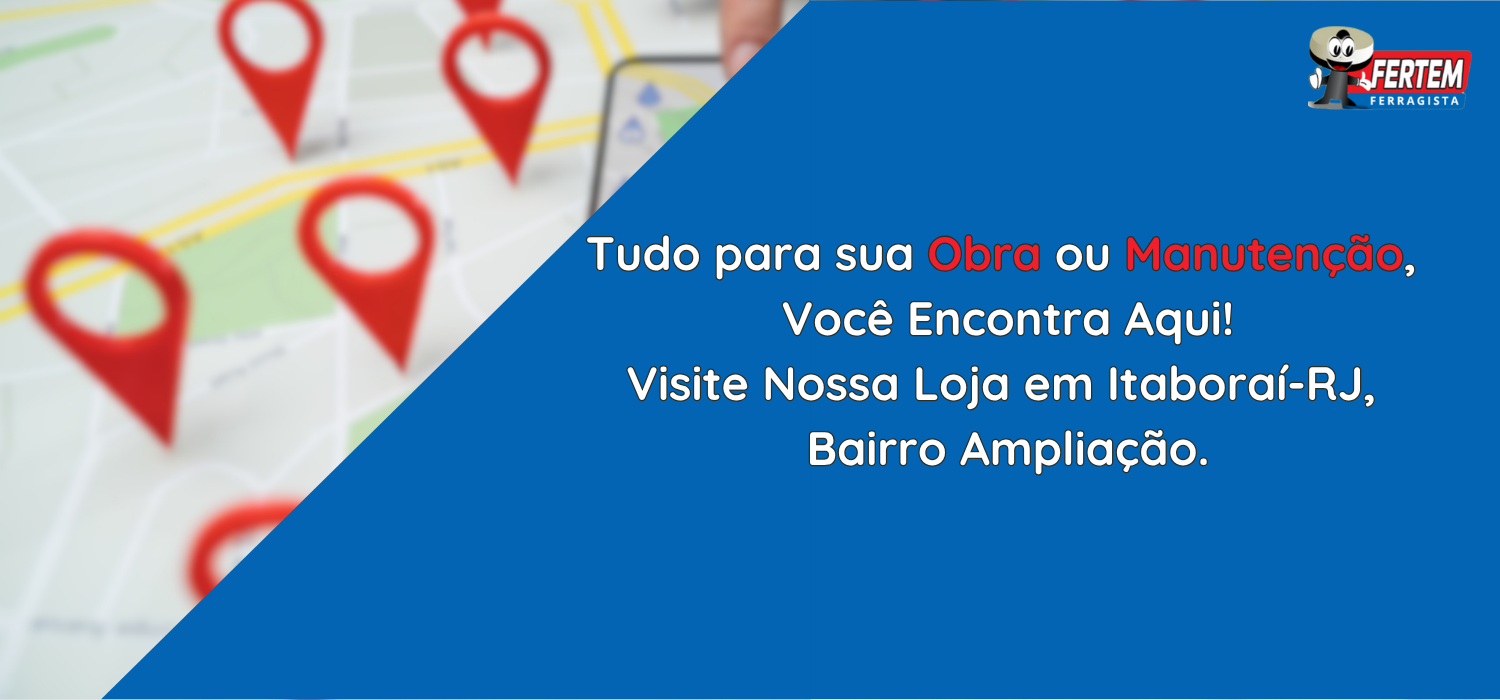 FERTEM
FERRAGISTA
Tudo para sua Obra ou Manutenção,
Você Encontra Aqui!
Visite Nossa Loja em Itaboraí-RJ,
Bairro Ampliação.